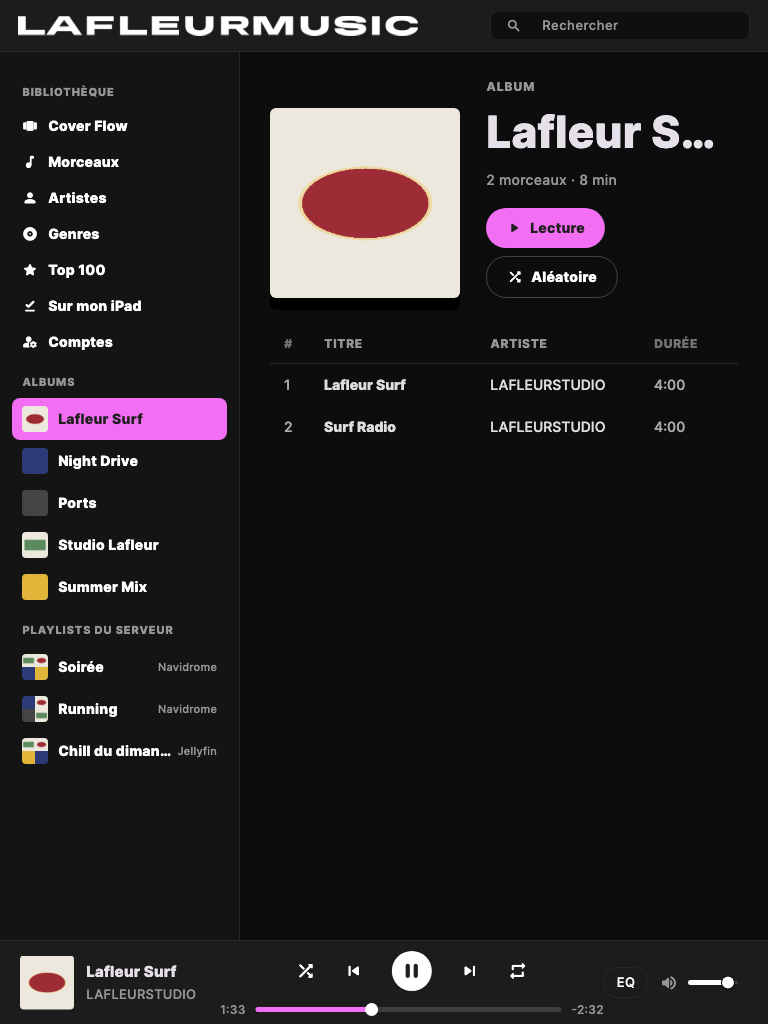 LAFLEURMUSIC
Rechercher
BIBLIOTHÈQUE
Cover Flow
Morceaux
Artistes
Genres
Top 100
Sur mon iPad
Comptes
ALBUMS
Lafleur Surf
Night Drive
Ports
Studio Lafleur
Summer Mix
PLAYLISTS DU SERVEUR
Soirée Navidrome
Running Navidrome
Chill du diman... Jellyfin
ALBUM
Lafleur S...
2 morceaux · 8 min
Lecture
Aléatoire
# TITRE ARTISTE DURÉE
1 Lafleur Surf LAFLEURSTUDIO 4:00
2 Surf Radio LAFLEURSTUDIO 4:00
Lafleur Surf
LAFLEURSTUDIO
1:33 -2:32
EQ